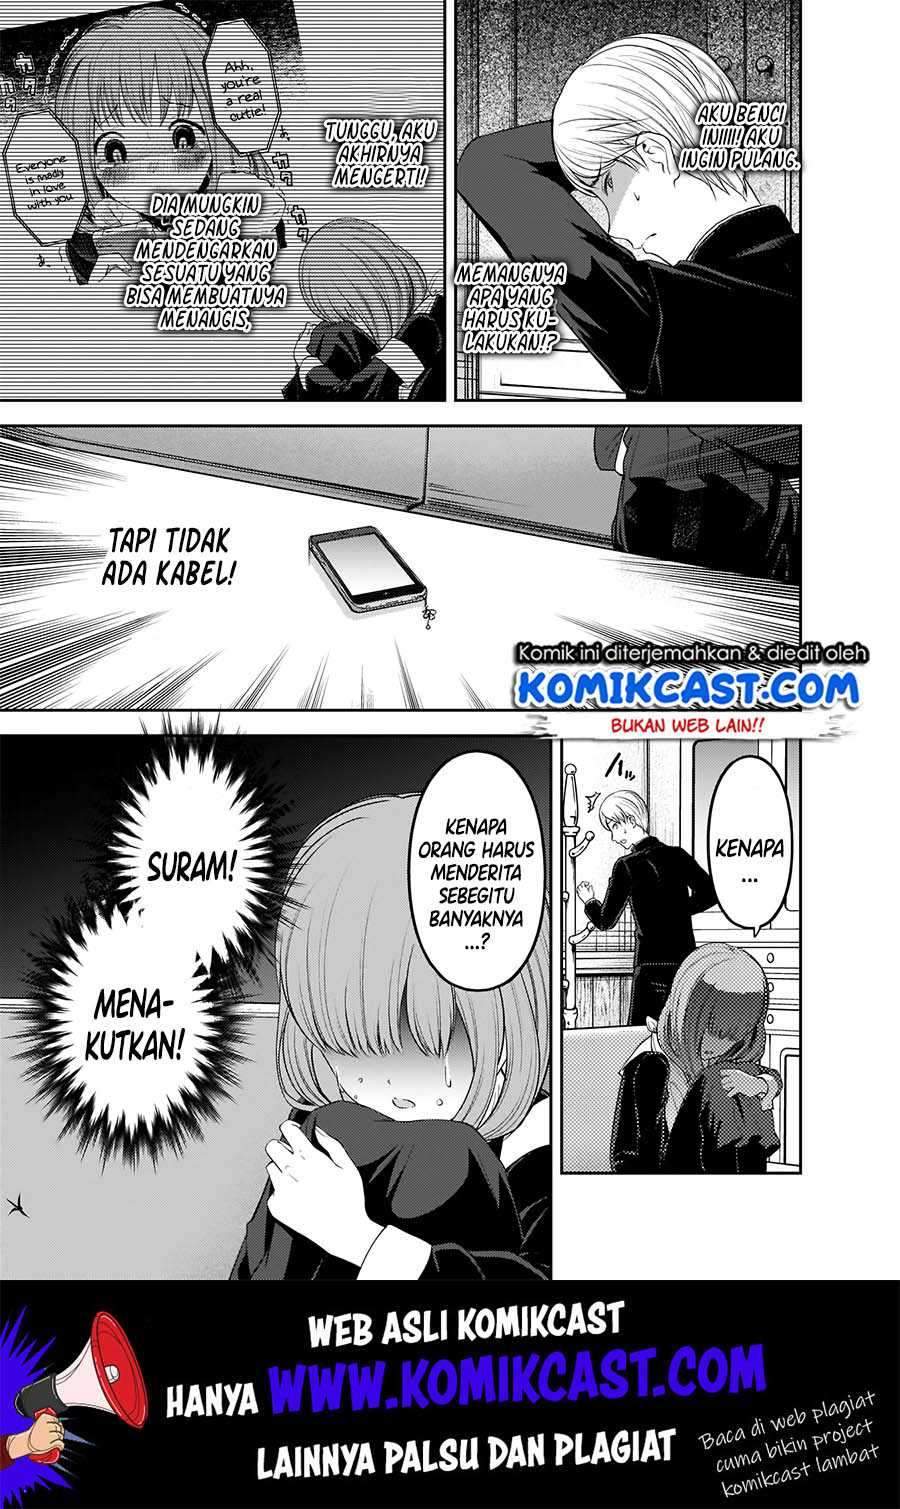 AKU BENCI
INIIIII! AKU
INGIN PULANG.
MEMANGNYA
APA YANG
HARUS KU-
LAKUKAN!?
TUNGGU, AKU
AKHIRNYA
MENGERTI!
Ahh,
you're
a real
cutie!
Everyone
is madly
in love
with you
DIA MUNGKIN
SEDANG
MENDENGARKAN
SESUATU YANG
BISA MEMBUATNYA
MENANGIS,
TAPI TIDAK
ADA KABEL!
Komik ini diterjemahkan & diedit oleh
KOMIKCAST.COM
BUKAN WEB LAIN!!
KENAPA
...
KENAPA
ORANG HARUS
MENDERITA
SEBEGITU
BANYAKNYA
...?
SURAM!
MENA-
KUTKAN!
WEB ASLI KOMIKCAST
HANYA WWW.KOMIKCAST.COM
LAINNYA PALSU DAN PLAGIAT
Baca di web plagiat
cuma bikin project
komikcast lambat